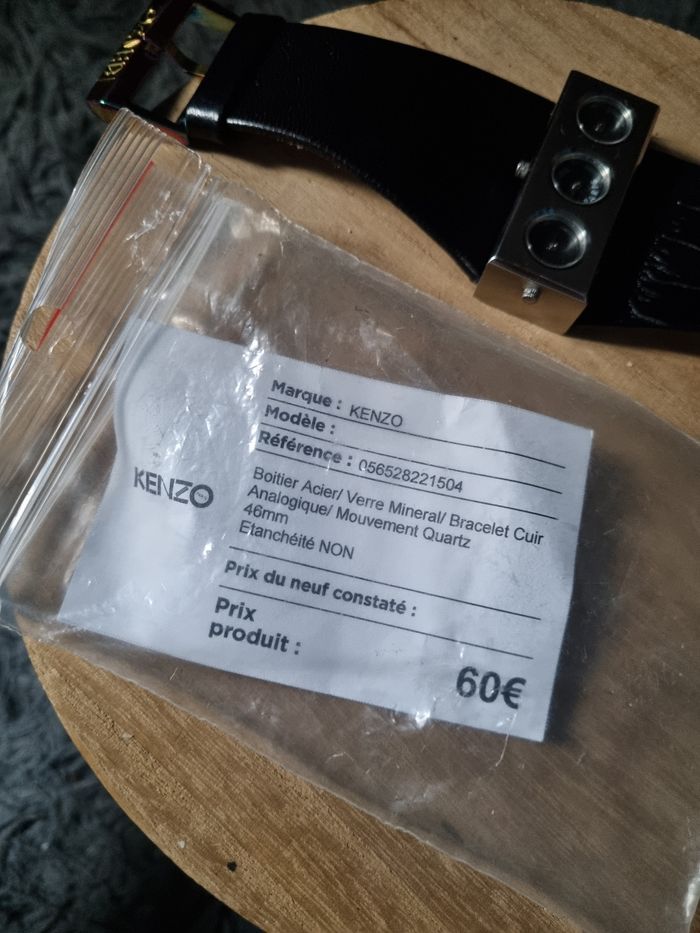 KENZO
Marque : KENZO
Modèle :
Référence : 056528221504
KENZO
Boitier Acier/ Verre Mineral/ Bracelet Cuir
Analogique/ Mouvement Quartz
46mm
Etanchéité NON
Prix du neuf constaté :
Prix
produit :
60€